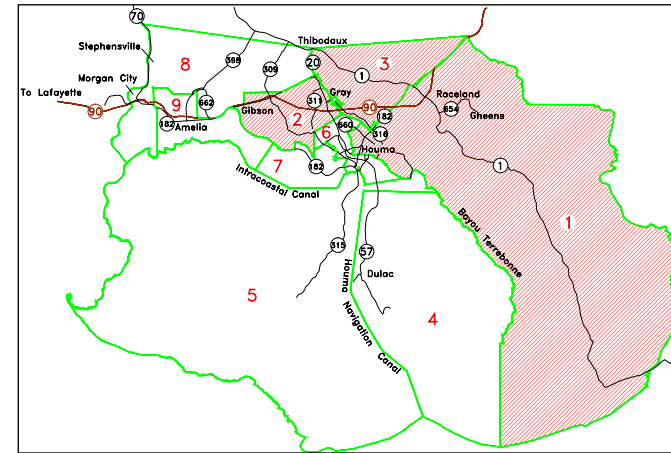 70
Thibodaux
Stephensville
8
398
309
20
3
1
Morgan City
To Lafayette
90
9
662
182
Amelia
Gibson
311
Gray
90
182
Raceland
654
Gheens
2
6
660
316
Houma
7
182
Intracoastal Canal
1
1
Bayou Terrebonne
315
57
Dulac
5
4
Houma Navigation Canal